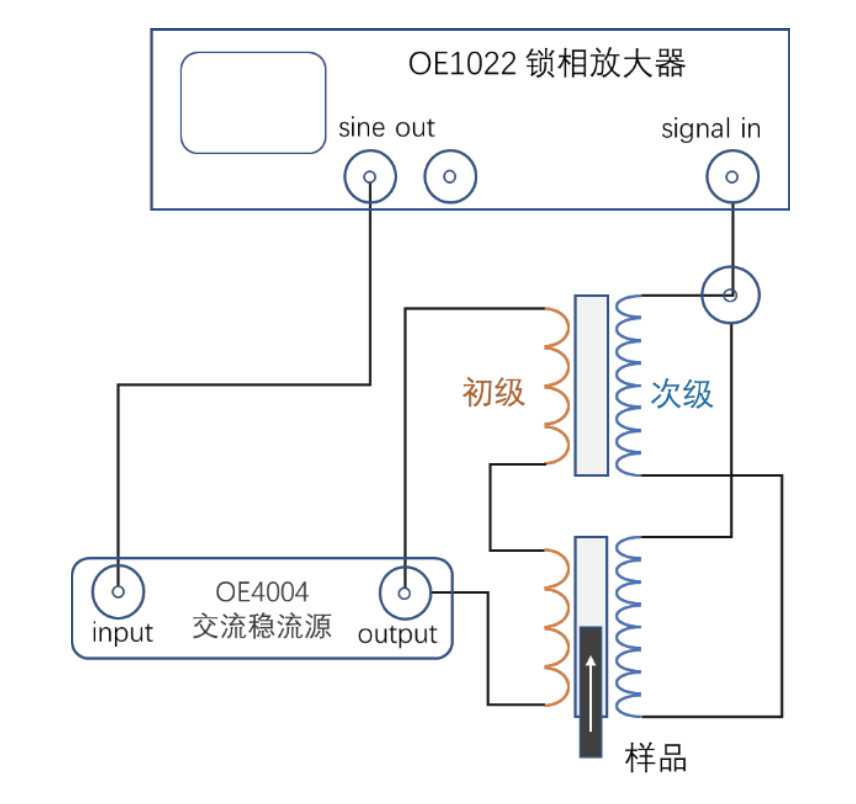 OE1022 锁相放大器
sine out
signal in
初级
次级
OE4004
交流稳流源
input
output
样品